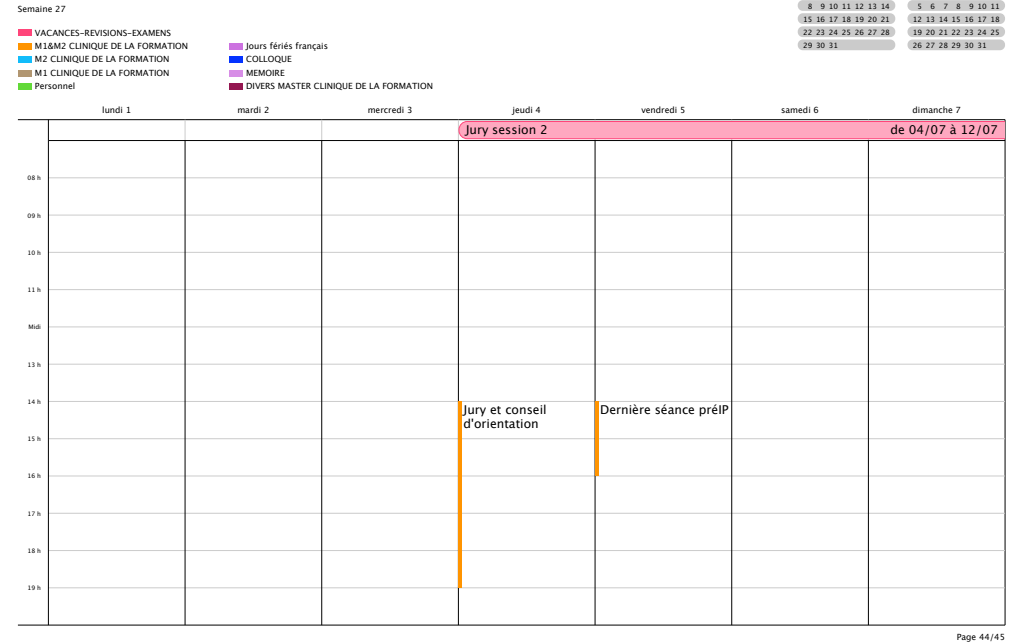 Semaine 27
8 9 10 11 12 13 14
15 16 17 18 19 20 21
22 23 24 25 26 27 28
29 30 31
5 6 7 8 9 10 11
12 13 14 15 16 17 18
19 20 21 22 23 24 25
26 27 28 29 30 31
VACANCES-REVISIONS-EXAMENS
M1&M2 CLINIQUE DE LA FORMATION
M2 CLINIQUE DE LA FORMATION
M1 CLINIQUE DE LA FORMATION
Personnel
Jours fériés français
COLLOQUE
MEMOIRE
DIVERS MASTER CLINIQUE DE LA FORMATION
lundi 1
mardi 2
mercredi 3
jeudi 4
vendredi 5
samedi 6
dimanche 7
Jury session 2
de 04/07 à 12/07
08 h
09 h
10 h
11 h
Midi
13 h
14 h
Jury et conseil
d'orientation
Dernière séance préIP
15 h
16 h
17 h
18 h
19 h
Page 44/45